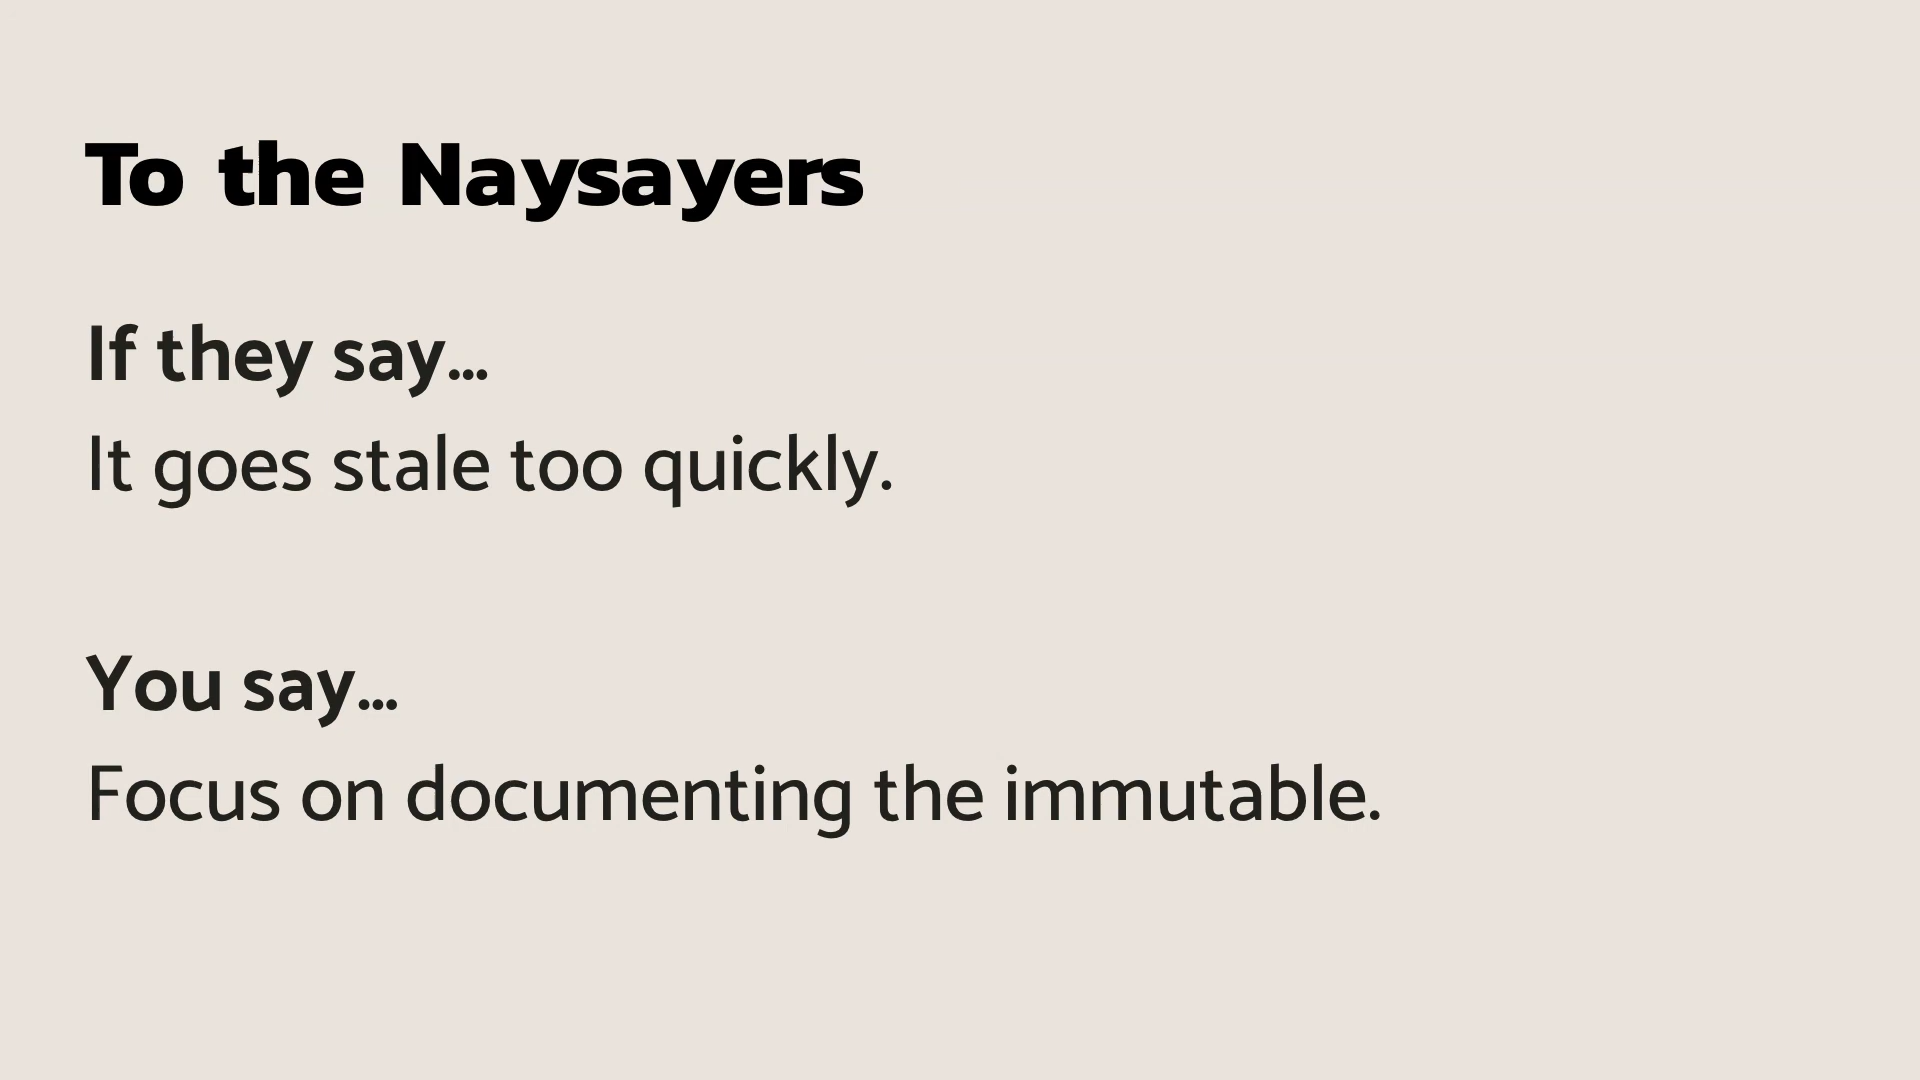 To the Naysayers
If they say…
It goes stale too quickly.
You say…
Focus on documenting the immutable.